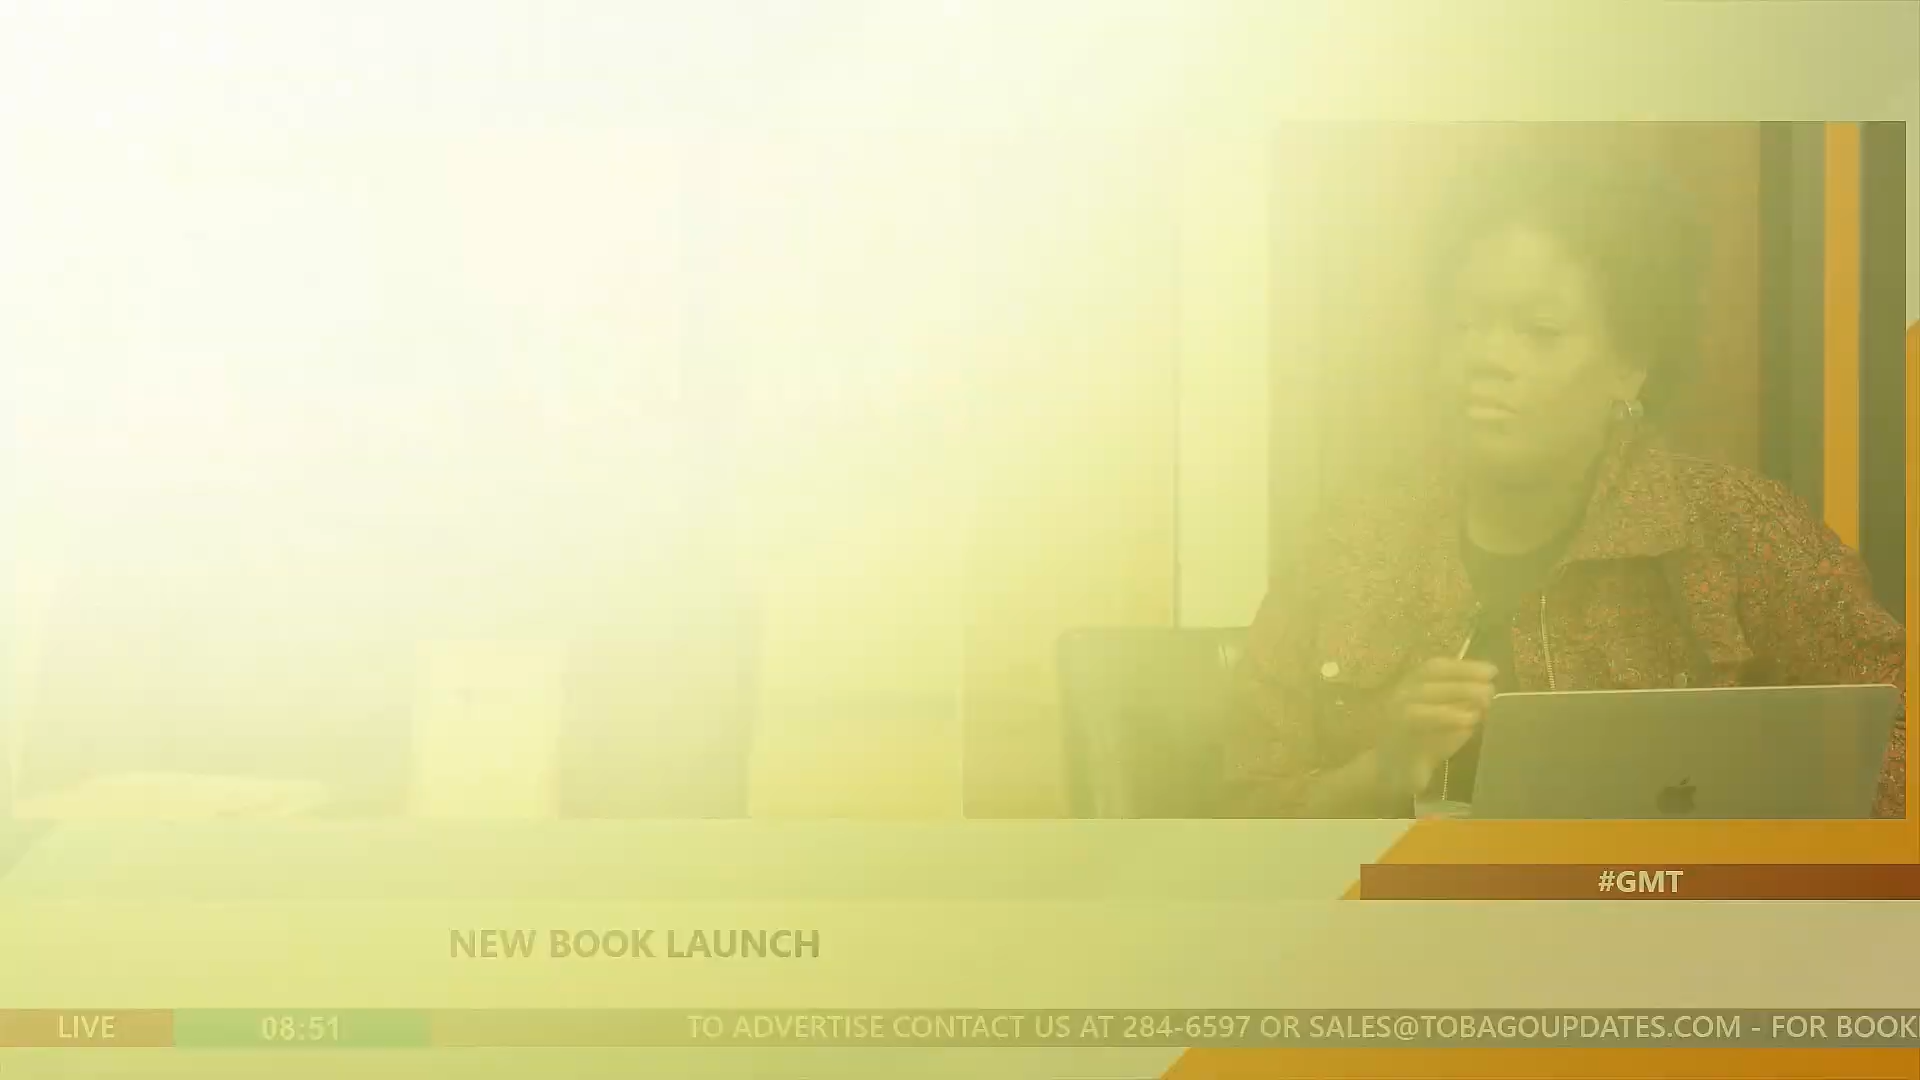 #GMT
NEW BOOK LAUNCH
LIVE
08:51
TO ADVERTISE CONTACT US AT 284-6597 OR SALES@TOBAGOUPDATES.COM - FOR BOOK